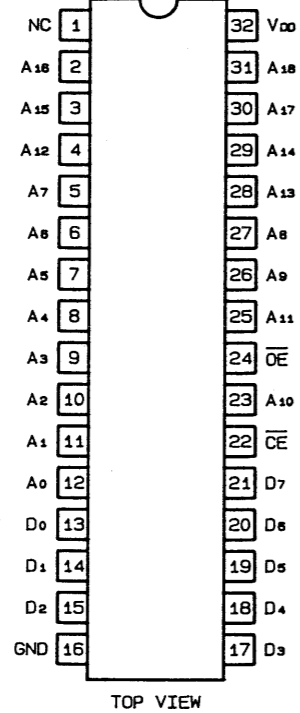 NC 1 32 VDD
A16 2 31 A18
A15 3 30 A17
A12 4 29 A14
A7 5 28 A13
A6 6 27 A8
A5 7 26 A9
A4 8 25 A11
A3 9 24 O̅E̅
A2 10 23 A10
A1 11 22 C̅E̅
A0 12 21 D7
D0 13 20 D6
D1 14 19 D5
D2 15 18 D4
GND 16 17 D3
TOP VIEW